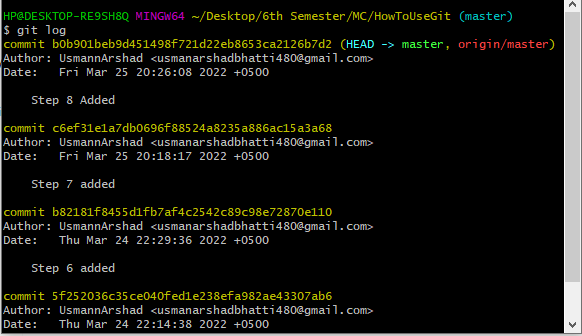 HP@DESKTOP-RE9SH8Q MINGW64 ~/Desktop/6th Semester/MC/HowToUseGit (master)
$ git log
commit b0b901beb9d451498f721d22eb8653ca2126b7d2 (HEAD -> master, origin/master)
Author: UsmannArshad <usmanarshadbhatti480@gmail.com>
Date:   Fri Mar 25 20:26:08 2022 +0500
    Step 8 Added
commit c6ef31e1a7db0696f88524a8235a886ac15a3a68
Author: UsmannArshad <usmanarshadbhatti480@gmail.com>
Date:   Fri Mar 25 20:18:17 2022 +0500
    Step 7 added
commit b82181f8455d1fb7af4c2542c89c98e72870e110
Author: UsmannArshad <usmanarshadbhatti480@gmail.com>
Date:   Thu Mar 24 22:29:36 2022 +0500
    Step 6 added
commit 5f252036c35ce040fed1e238efa982ae43307ab6
Author: UsmannArshad <usmanarshadbhatti480@gmail.com>
Date:   Thu Mar 24 22:14:38 2022 +0500